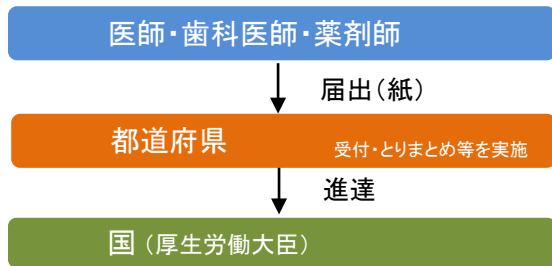 医師・歯科医師・薬剤師
届出（紙）
都道府県 受付・とりまとめ等を実施
進達
国（厚生労働大臣）